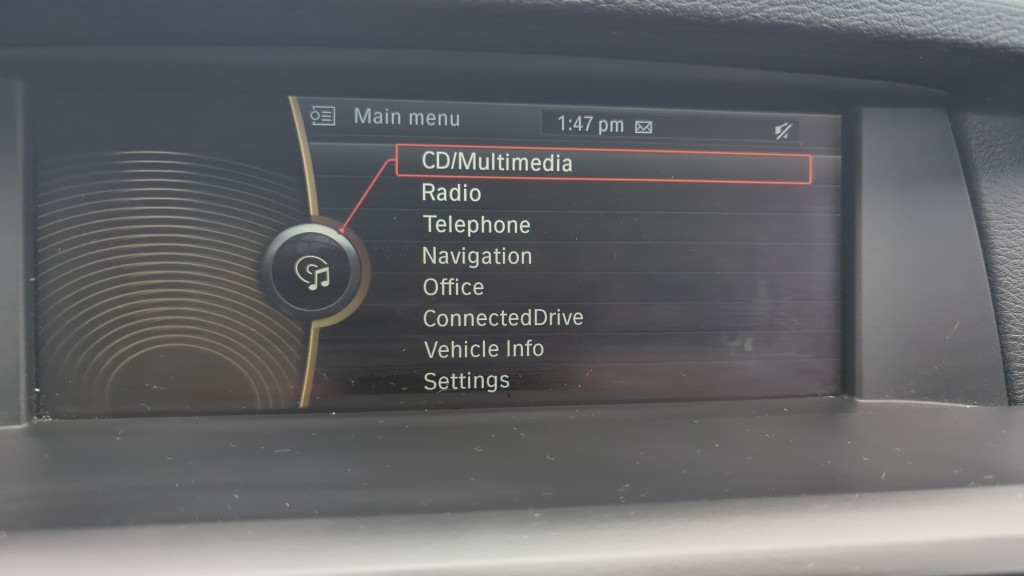 Main menu
1:47 pm
CD/Multimedia
Radio
Telephone
Navigation
Office
ConnectedDrive
Vehicle Info
Settings